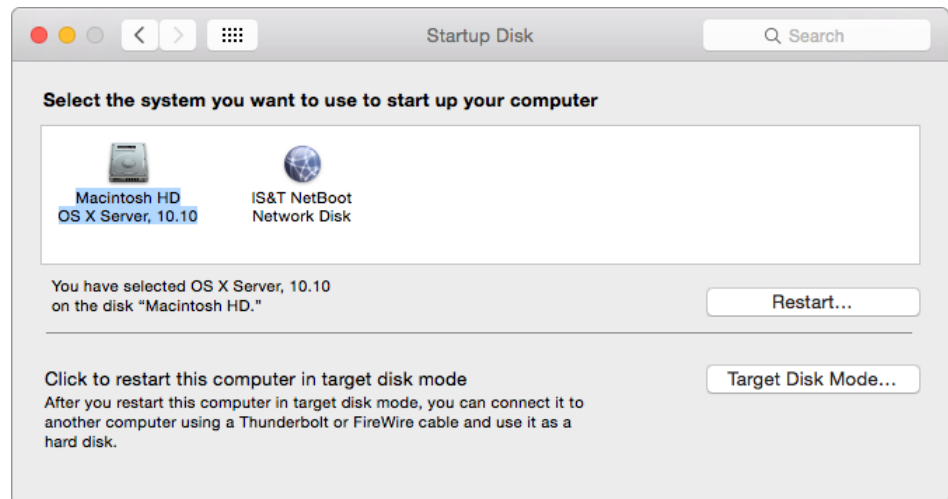 Startup Disk
Search
Select the system you want to use to start up your computer
Macintosh HD
OS X Server, 10.10
IS&T NetBoot
Network Disk
You have selected OS X Server, 10.10
on the disk “Macintosh HD.”
Restart...
Click to restart this computer in target disk mode
Target Disk Mode...
After you restart this computer in target disk mode, you can connect it to
another computer using a Thunderbolt or FireWire cable and use it as a
hard disk.